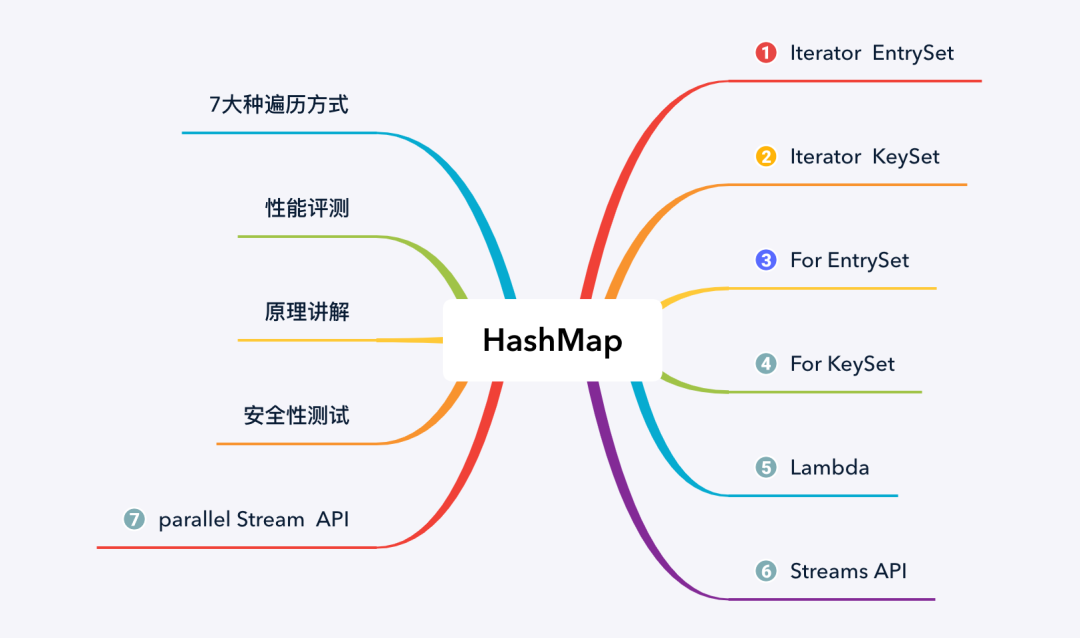 7大种遍历方式
性能评测
原理讲解
安全性测试
7 parallel Stream API
HashMap
1 Iterator EntrySet
2 Iterator KeySet
3 For EntrySet
4 For KeySet
5 Lambda
6 Streams API